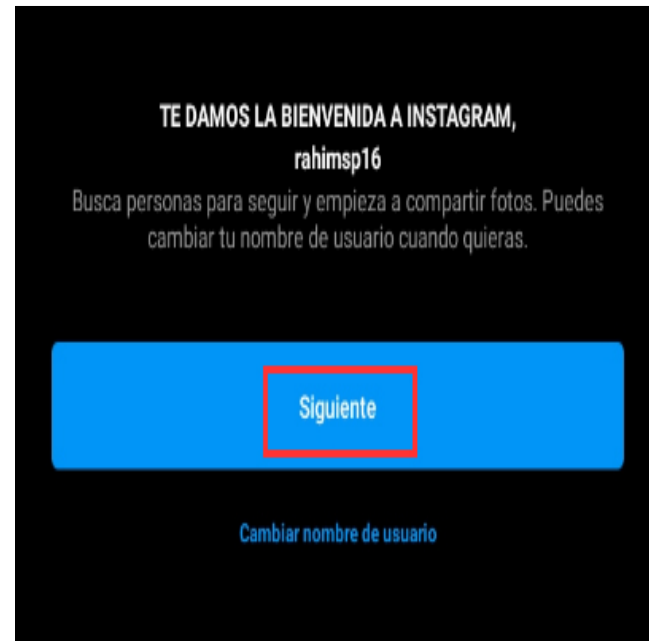 TE DAMOS LA BIENVENIDA A INSTAGRAM,
rahimsp16
Busca personas para seguir y empieza a compartir fotos. Puedes
cambiar tu nombre de usuario cuando quieras.
Siguiente
Cambiar nombre de usuario